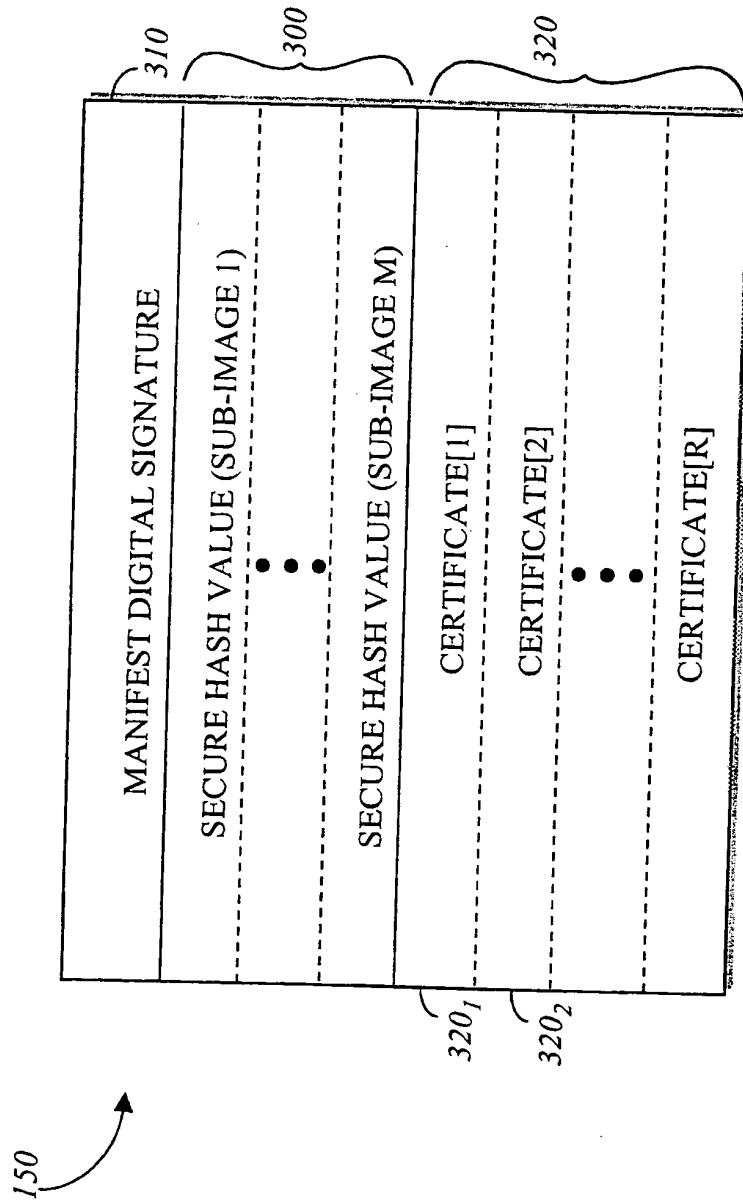 150
310
MANIFEST DIGITAL SIGNATURE
SECURE HASH VALUE (SUB-IMAGE 1)
•••
SECURE HASH VALUE (SUB-IMAGE M)
300
CERTIFICATE[1]
CERTIFICATE[2]
•••
CERTIFICATE[R]
320
320₁
320₂